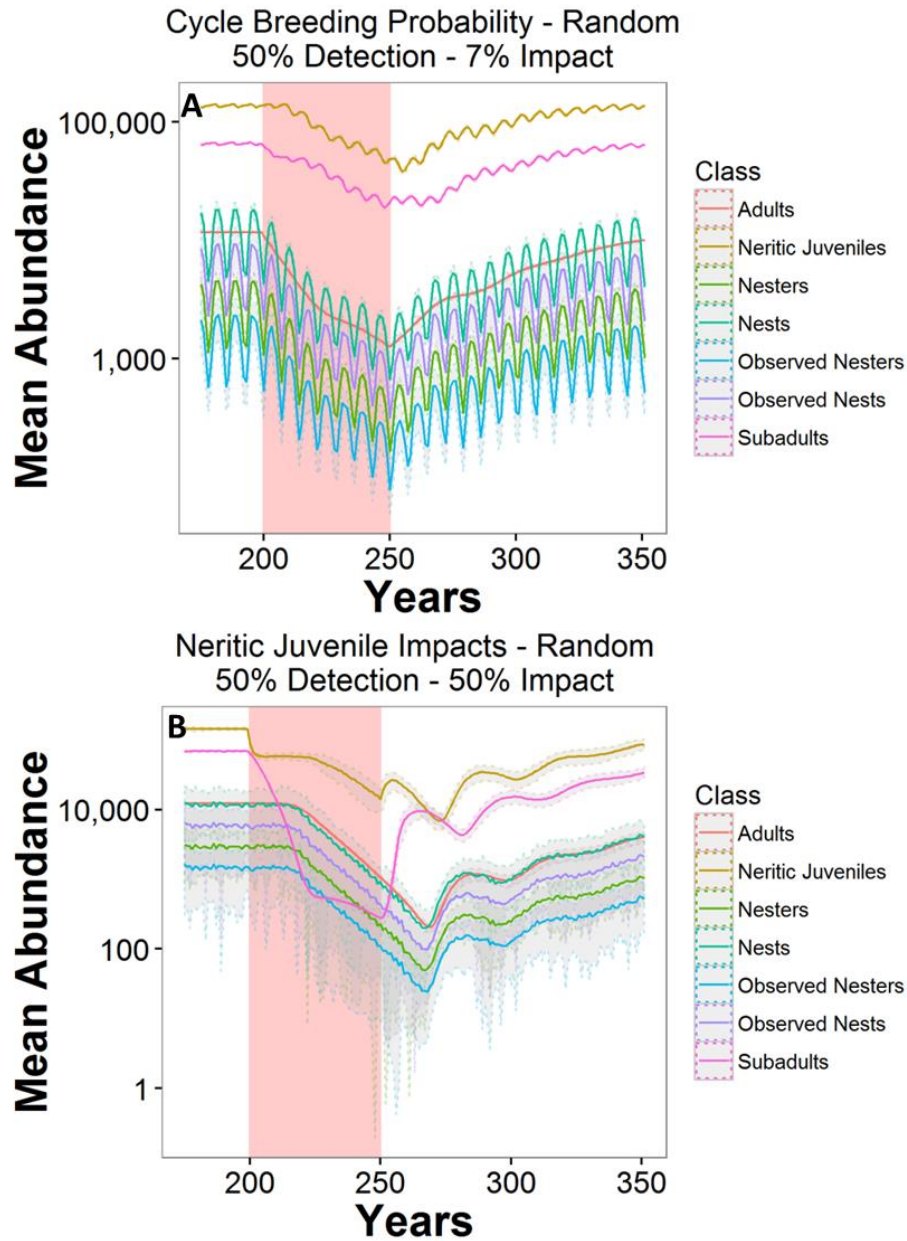 Cycle Breeding Probability - Random
50% Detection - 7% Impact
A
100,000
1,000
Mean Abundance
200 250 300 350
Years
Class
Adults
Neritic Juveniles
Nesters
Nests
Observed Nesters
Observed Nests
Subadults
Neritic Juvenile Impacts - Random
50% Detection - 50% Impact
B
10,000
100
1
Mean Abundance
200 250 300 350
Years
Class
Adults
Neritic Juveniles
Nesters
Nests
Observed Nesters
Observed Nests
Subadults